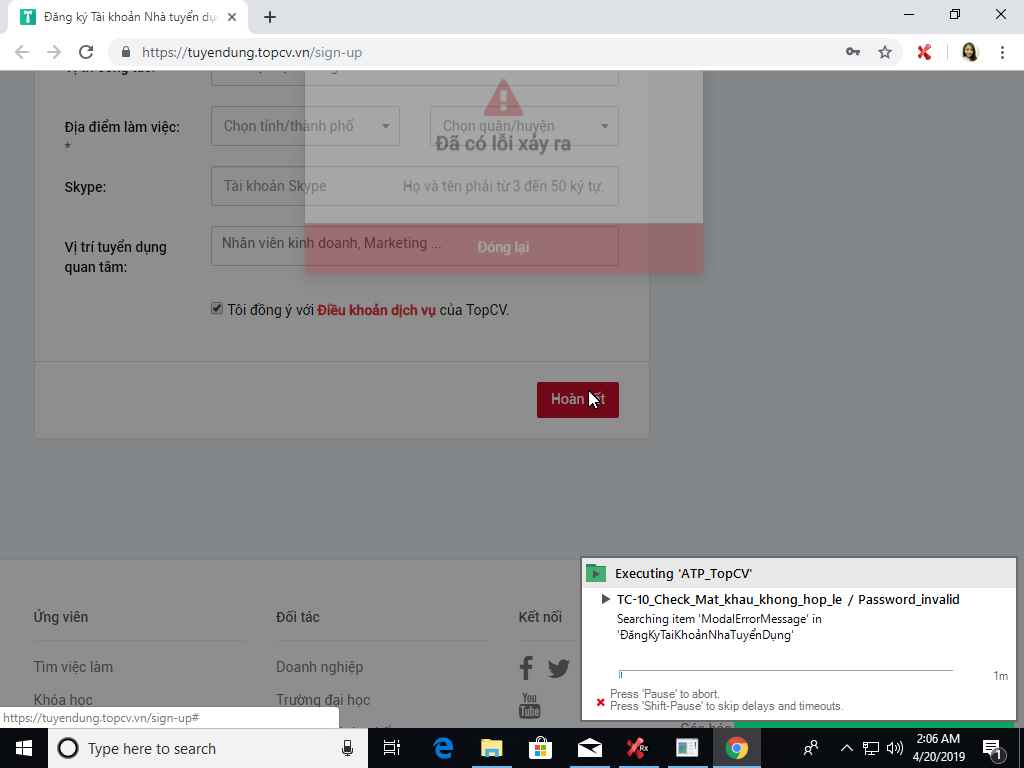 Đăng ký Tài khoản Nhà tuyển dụ
https://tuyendung.topcv.vn/sign-up
Địa điểm làm việc:
*
Chọn tỉnh/thành phố
Chọn quận/huyện
Đã có lỗi xảy ra
Skype:
Tài khoản Skype
Họ và tên phải từ 3 đến 50 ký tự.
Vị trí tuyển dụng
quan tâm:
Nhân viên kinh doanh, Marketing ...
Đóng lại
Tôi đồng ý với Điều khoản dịch vụ của TopCV.
Hoàn tất
Ứng viên
Đối tác
Kết nối
Tìm việc làm
Doanh nghiệp
Khóa học
Trường đại học
You
Tube
https://tuyendung.topcv.vn/sign-up#
Executing 'ATP_TopCV'
TC-10_Check_Mat_khau_khong_hop_le / Password_invalid
Searching item 'ModalErrorMessage' in
'ĐăngKýTàiKhoảnNhàTuyểnDụng'
1m
Press 'Pause' to abort.
Press 'Shift-Pause' to skip delays and timeouts.
Type here to search
Rx
2:06 AM
4/20/2019
1